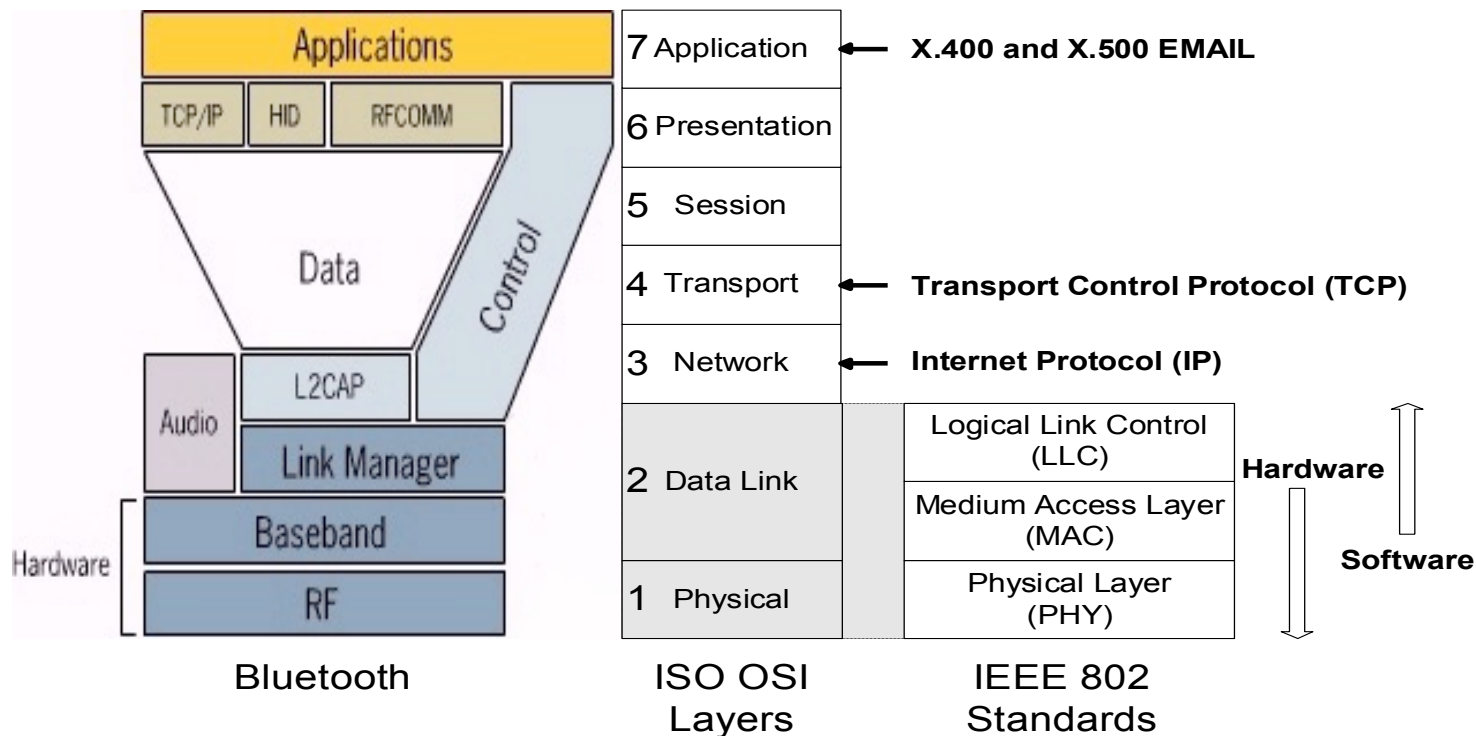 Applications
TCP/IP
HID
RFCOMM
Data
Control
L2CAP
Audio
Link Manager
Baseband
RF
Hardware
Bluetooth
7 Application
6 Presentation
5 Session
4 Transport
3 Network
2 Data Link
1 Physical
ISO OSI
Layers
X.400 and X.500 EMAIL
Transport Control Protocol (TCP)
Internet Protocol (IP)
Logical Link Control
(LLC)
Medium Access Layer
(MAC)
Physical Layer
(PHY)
Hardware
Software
IEEE 802
Standards